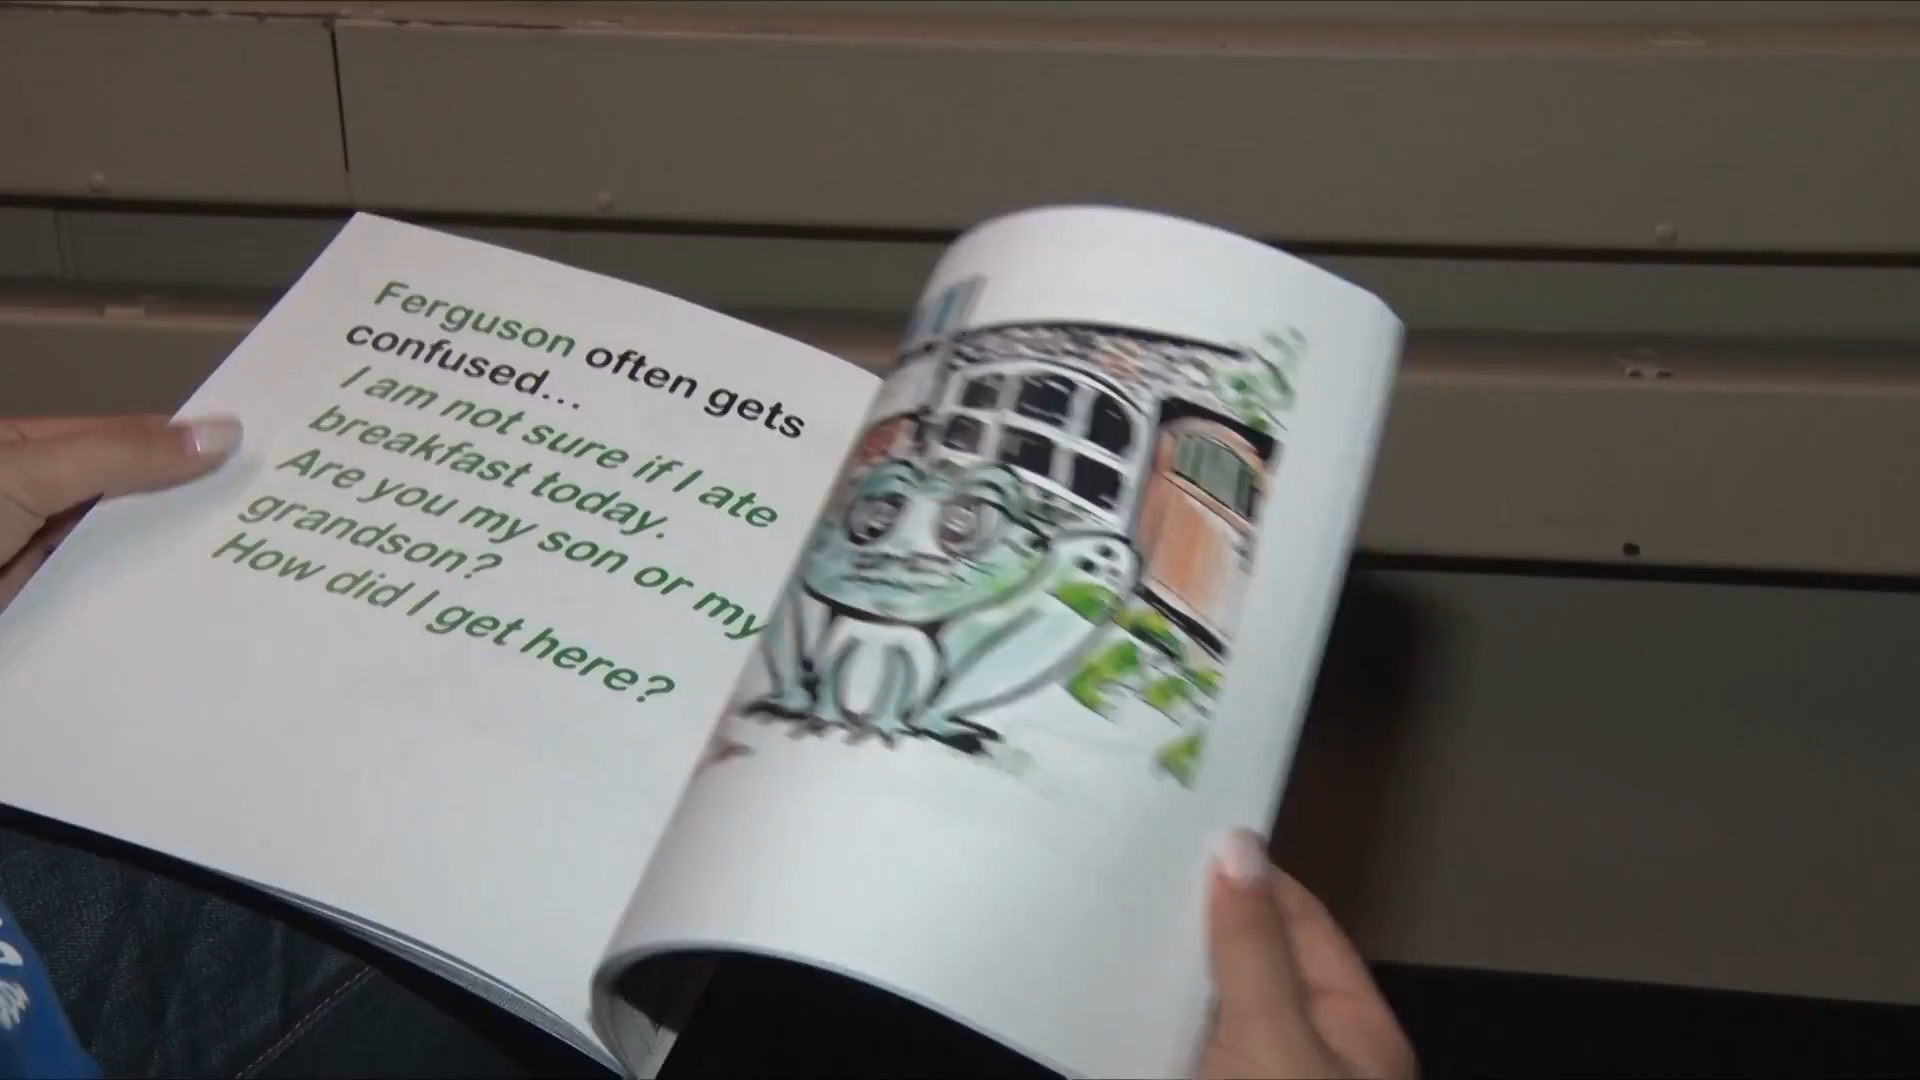 Ferguson often gets
confused...
I am not sure if I ate
breakfast today.
Are you my son or my
grandson?
How did I get here?